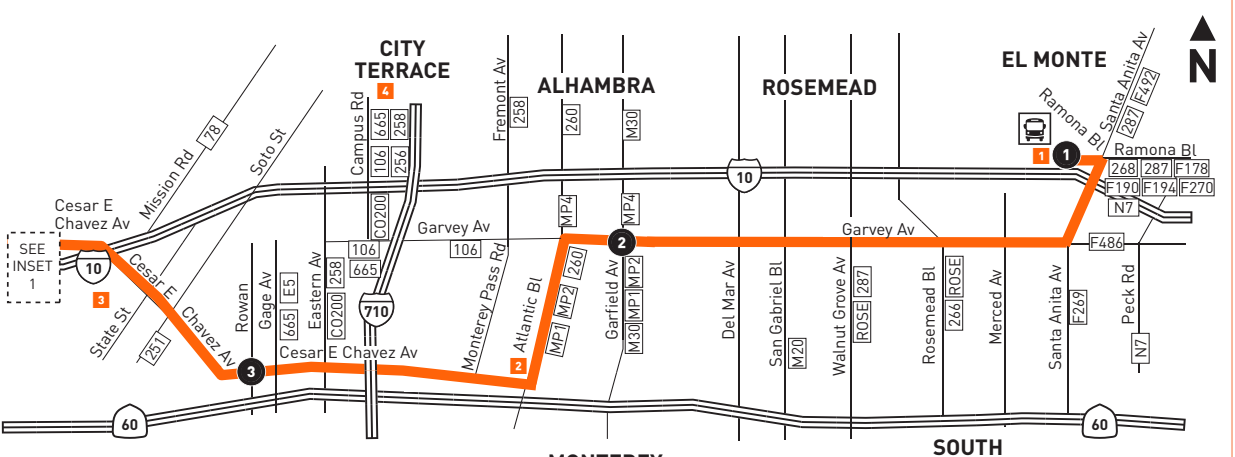 CITY
TERRACE
4
ALHAMBRA
ROSEMEAD
EL MONTE
N
Mission Rd
78
Soto St
Campus Rd
106
665
256
258
CO200
Fremont Av
258
260
M30
MP4
MP4
10
Ramona Bl
Santa Anita Av
287
F492
1
1
Ramona Bl
268
287
F178
F190
F194
F270
N7
Cesar E
Chavez Av
SEE
INSET
1
10
3
Cesar E
Chavez Av
State St
251
Rowan
Gage Av
665
E5
Eastern Av
CO200
258
106
665
710
Garvey Av
106
Monterey Pass Rd
Atlantic Bl
MP1
MP2
260
2
2
Garfield Av
M30
MP1
MP2
Garvey Av
F486
Del Mar Av
San Gabriel Bl
M20
Walnut Grove Av
ROSE
287
Rosemead Bl
266
ROSE
Merced Av
Santa Anita Av
F269
Peck Rd
N7
3
Cesar E Chavez Av
60
60
SOUTH
MONTEREY